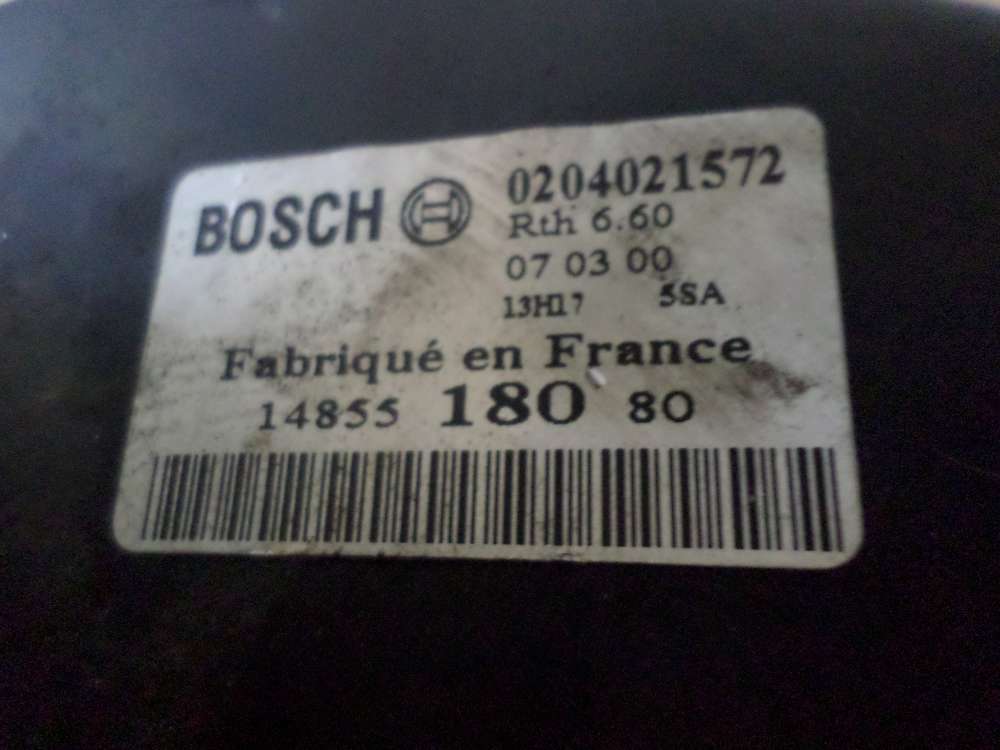 BOSCH 0204021572
Rth 6.60
07 03 00
13H17 5SA
Fabriqué en France
14855 180 80